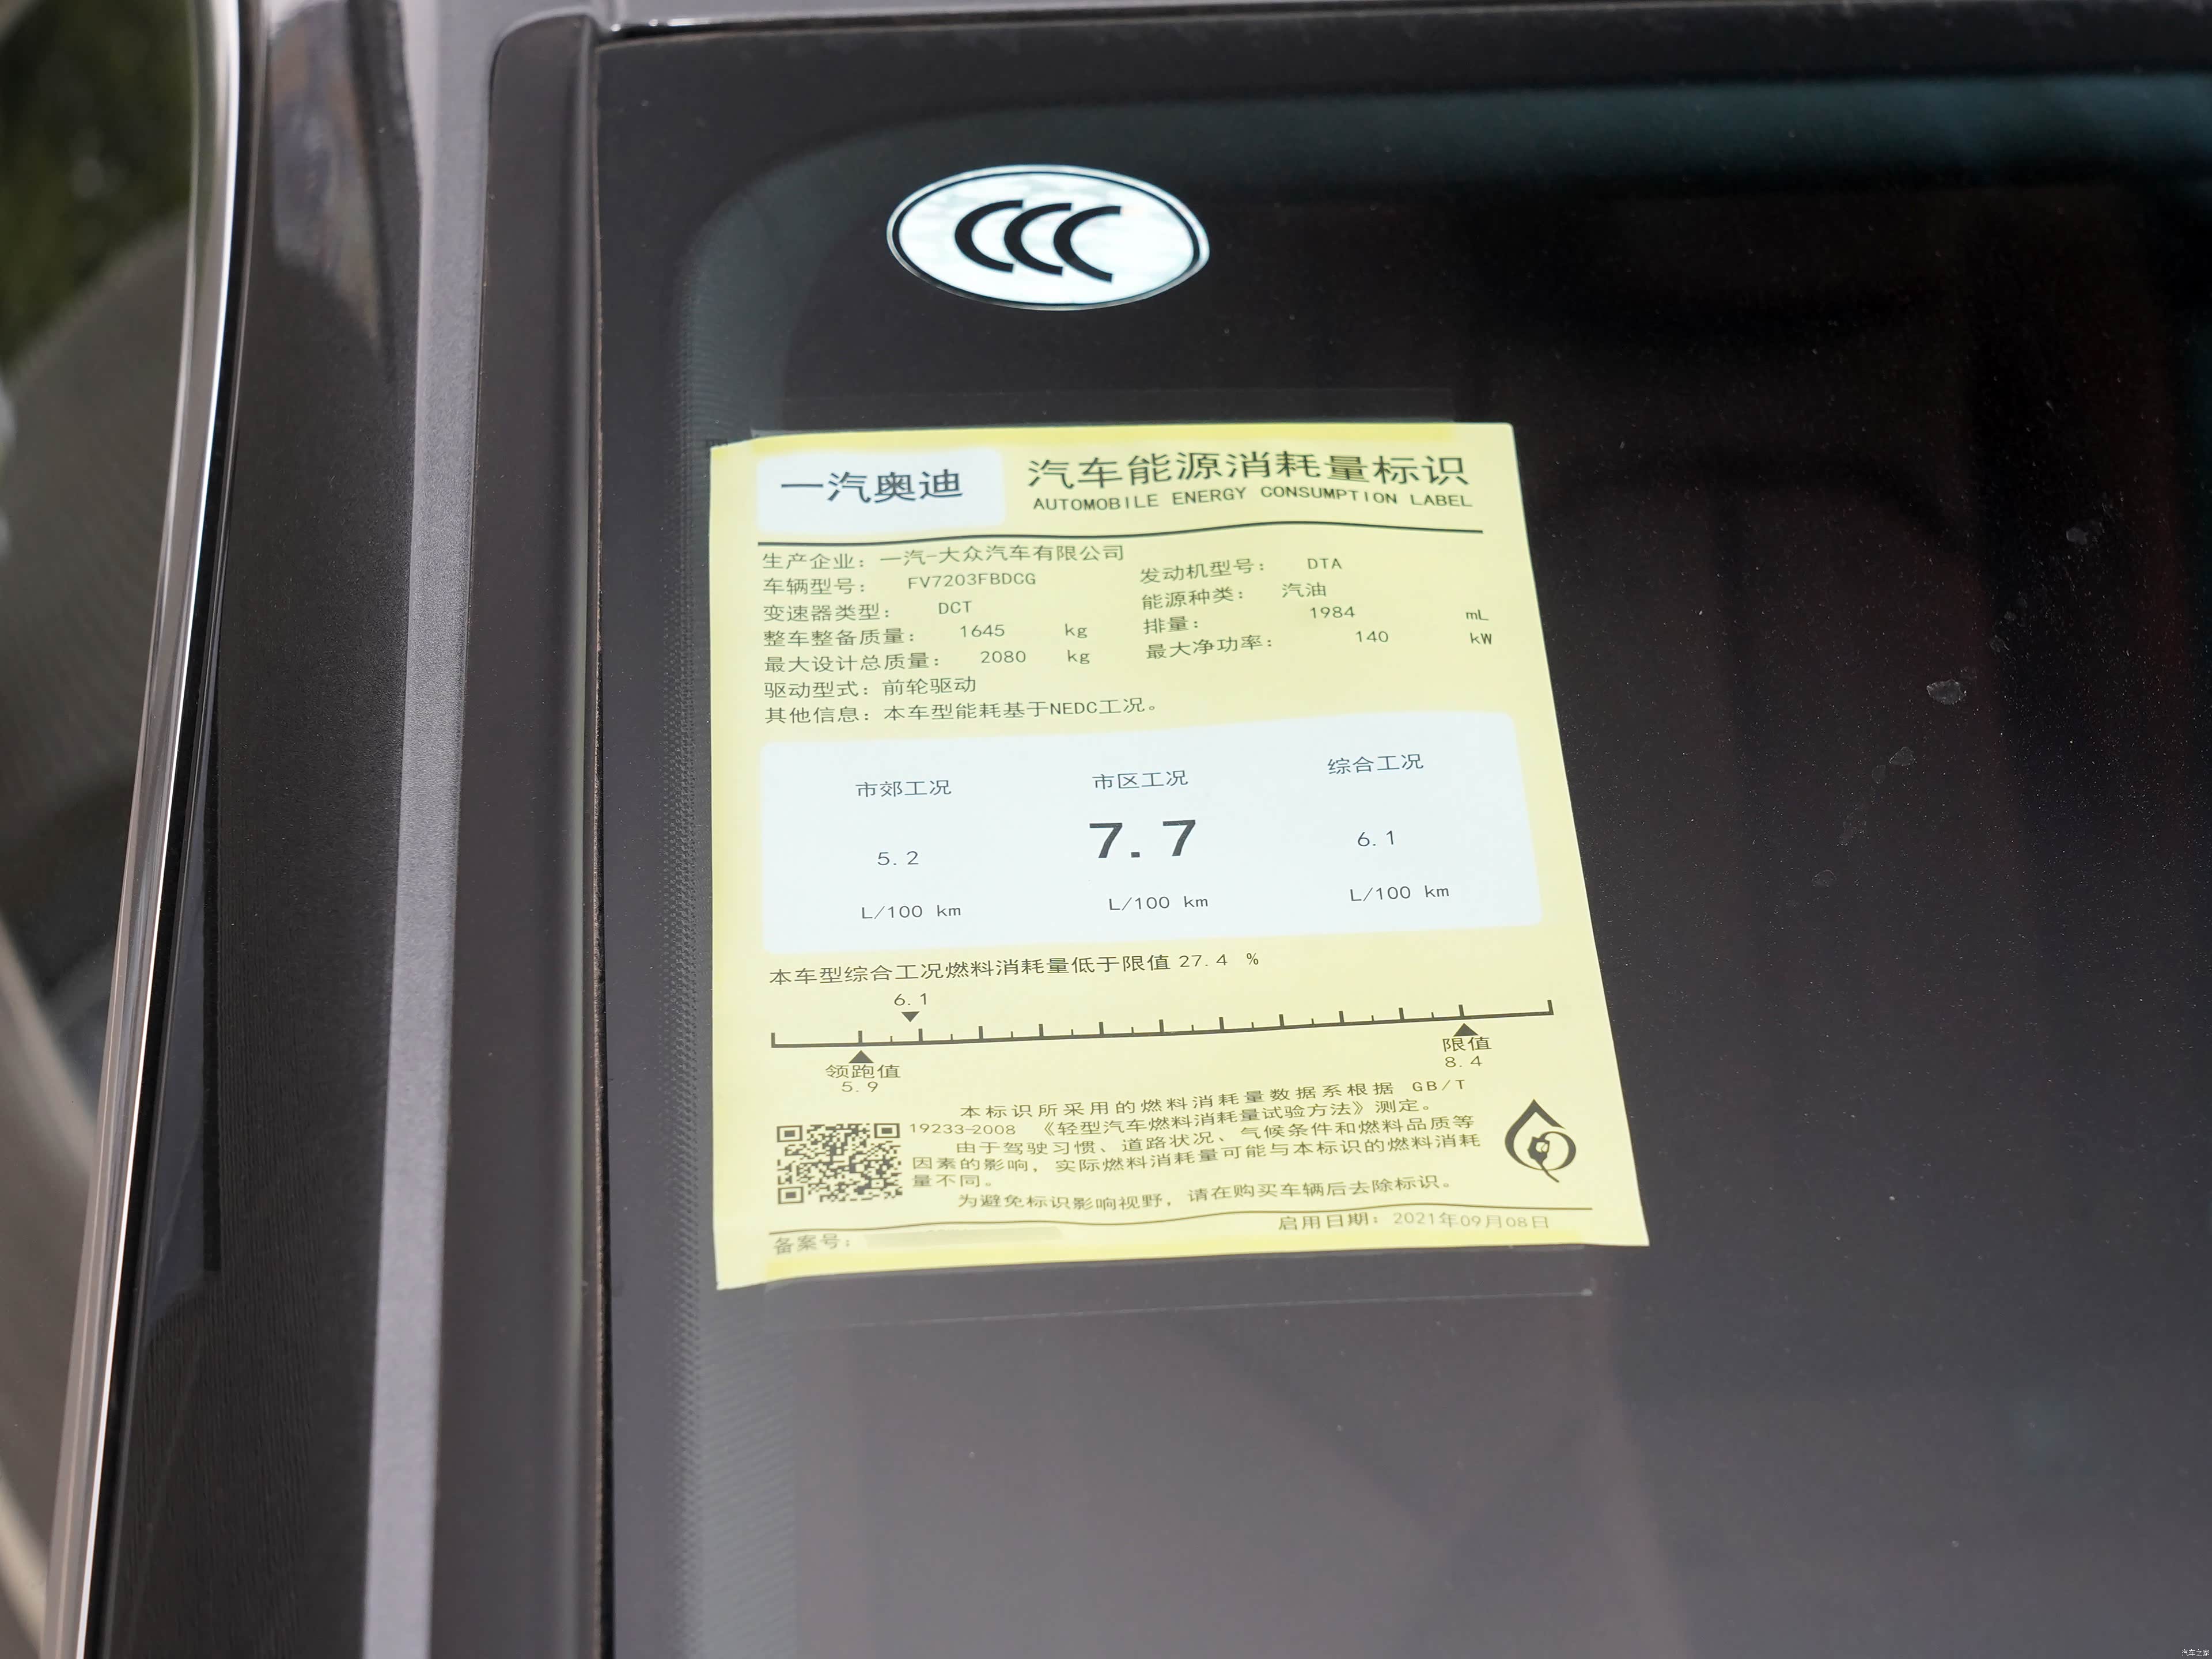 CCC
一汽奥迪
汽车能源消耗量标识
AUTOMOBILE ENERGY CONSUMPTION LABEL
生产企业：一汽-大众汽车有限公司
车辆型号： FV7203FBDCG
发动机型号： DTA
变速器类型： DCT
能源种类： 汽油
整车整备质量： 1645 kg
排量： 1984 mL
最大设计总质量： 2080 kg
最大净功率： 140 kW
驱动型式：前轮驱动
其他信息：本车型能耗基于NEDC工况。
市郊工况 市区工况 综合工况
5.2 7.7 6.1
L/100 km L/100 km L/100 km
本车型综合工况燃料消耗量低于限值 27.4 %
6.1
领跑值 限值
5.9 8.4
本标识所采用的燃料消耗量数据系根据 GB/T
19233-2008 《轻型汽车燃料消耗量试验方法》测定。
由于驾驶习惯、道路状况、气候条件和燃料品质等
因素的影响，实际燃料消耗量可能与本标识的燃料消耗
量不同。
为避免标识影响视野，请在购买车辆后去除标识。
备案号：
启用日期：2021年09月08日
汽车之家